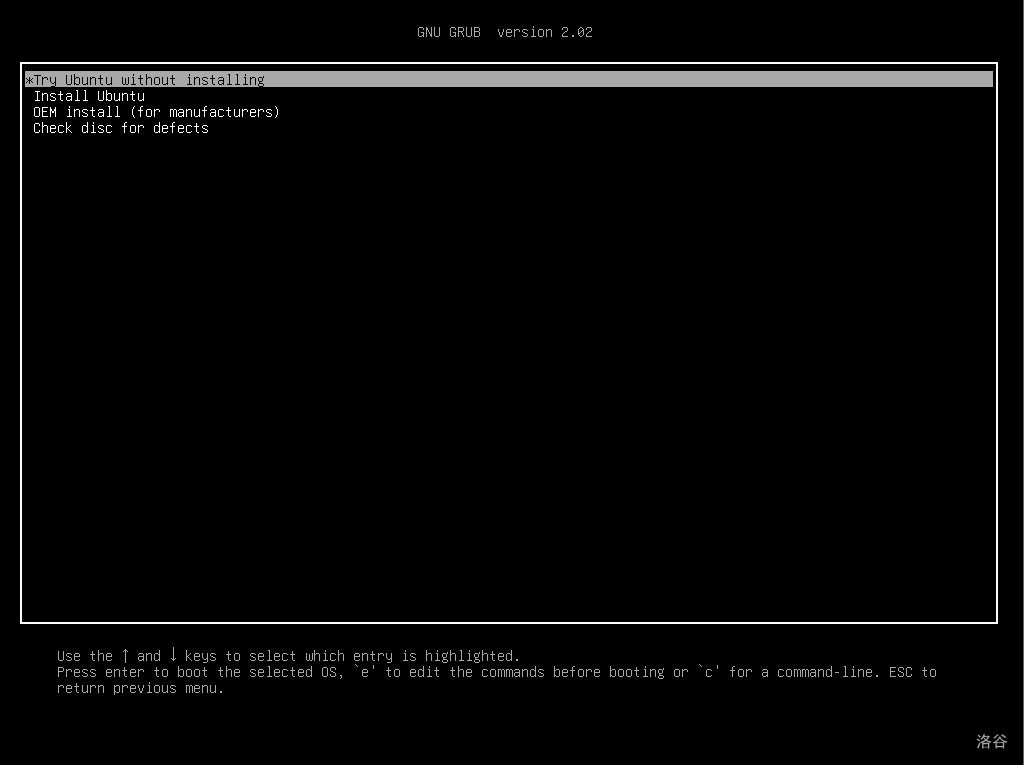 GNU GRUB  version 2.02
*Try Ubuntu without installing
Install Ubuntu
OEM install (for manufacturers)
Check disc for defects
Use the ↑ and ↓ keys to select which entry is highlighted.
Press enter to boot the selected OS, `e' to edit the commands before booting or `c' for a command-line. ESC to
return previous menu.
洛谷